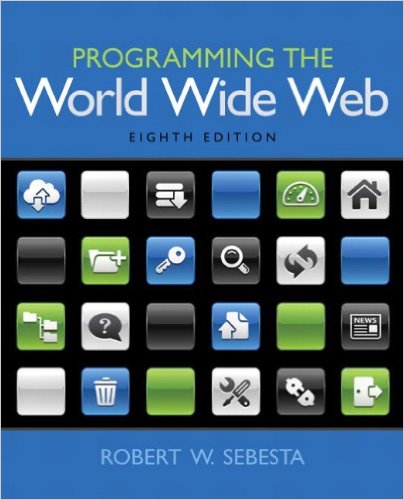 PROGRAMMING THE
World Wide Web
EIGHTH EDITION
?
NEWS
ROBERT W. SEBESTA